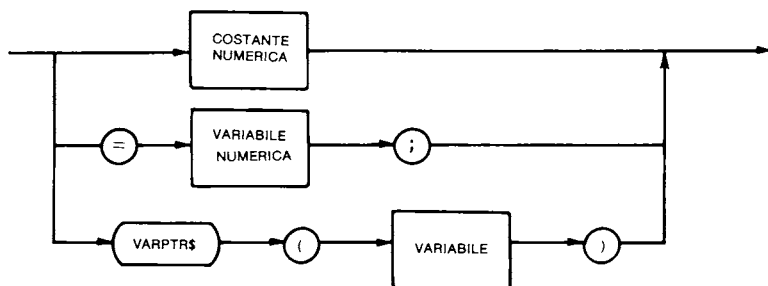 COSTANTE
NUMERICA
=
VARIABILE
NUMERICA
;
VARPTR$
(
VARIABILE
)